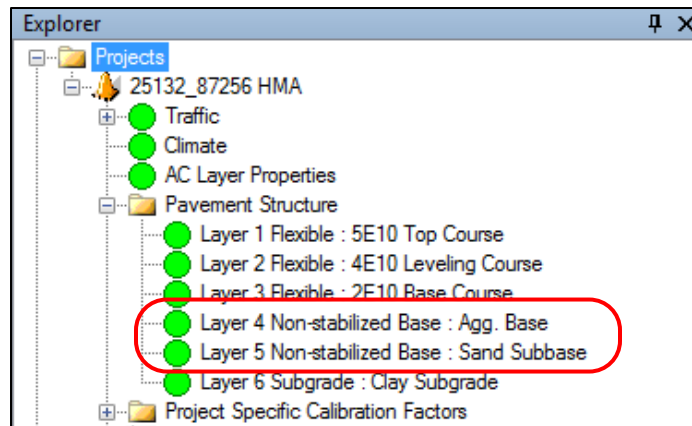 Explorer
Projects
25132_87256 HMA
Traffic
Climate
AC Layer Properties
Pavement Structure
Layer 1 Flexible : 5E10 Top Course
Layer 2 Flexible : 4E10 Leveling Course
Layer 3 Flexible : 2E10 Base Course
Layer 4 Non-stabilized Base : Agg. Base
Layer 5 Non-stabilized Base : Sand Subbase
Layer 6 Subgrade : Clay Subgrade
Project Specific Calibration Factors